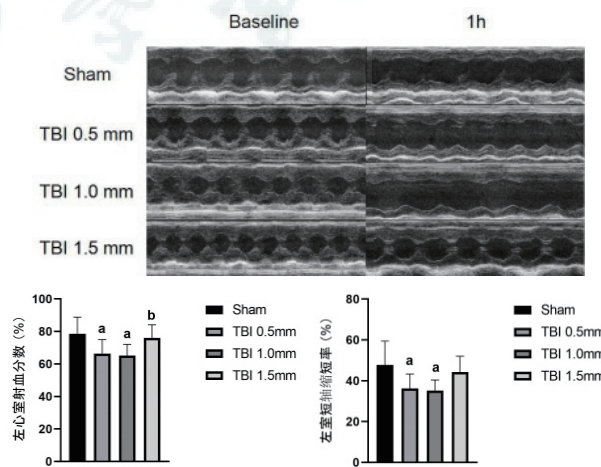 Baseline 1h
Sham
TBI 0.5 mm
TBI 1.0 mm
TBI 1.5 mm
左心室射血分数 (%)
100
80
60
40
20
0
a
a
b
Sham
TBI 0.5mm
TBI 1.0mm
TBI 1.5mm
左室短轴缩短率 (%)
80
60
40
20
0
a
a
Sham
TBI 0.5mm
TBI 1.0mm
TBI 1.5mm